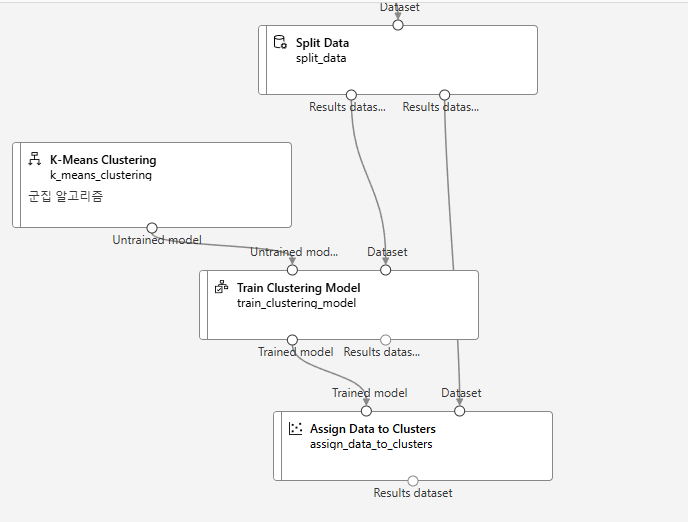 Dataset
Split Data
split_data
Results datas...
Results datas...
K-Means Clustering
k_means_clustering
군집 알고리즘
Untrained model
Untrained mod...
Dataset
Train Clustering Model
train_clustering_model
Trained model
Results datas...
Trained model
Dataset
Assign Data to Clusters
assign_data_to_clusters
Results dataset